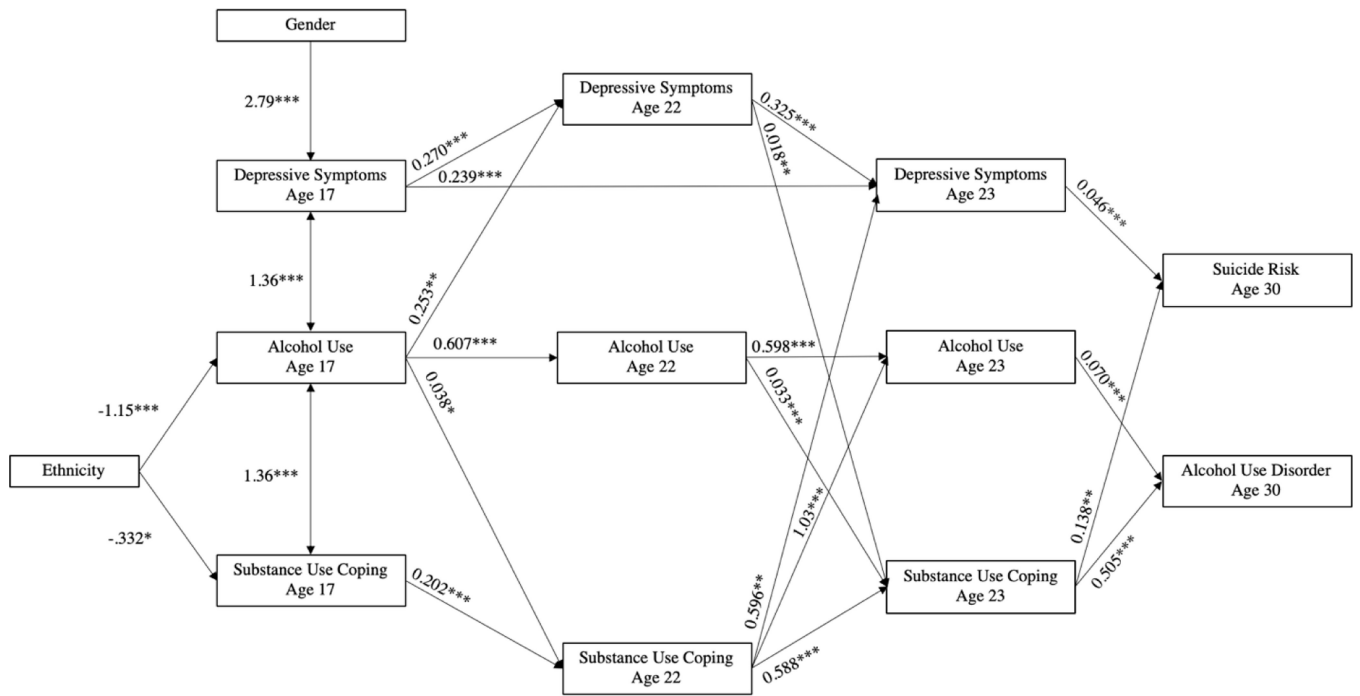 Gender
2.79***
Depressive Symptoms
Age 17
1.36***
Alcohol Use
Age 17
-1.15***
Ethnicity
1.36***
-.332*
Substance Use Coping
Age 17
0.270***
0.239***
0.253**
0.607***
0.038*
0.202***
Depressive Symptoms
Age 22
Alcohol Use
Age 22
Substance Use Coping
Age 22
0.325***
0.018**
0.598***
0.033***
1.03***
0.596**
0.588***
Depressive Symptoms
Age 23
Alcohol Use
Age 23
Substance Use Coping
Age 23
0.046***
0.070***
0.138**
0.505***
Suicide Risk
Age 30
Alcohol Use Disorder
Age 30